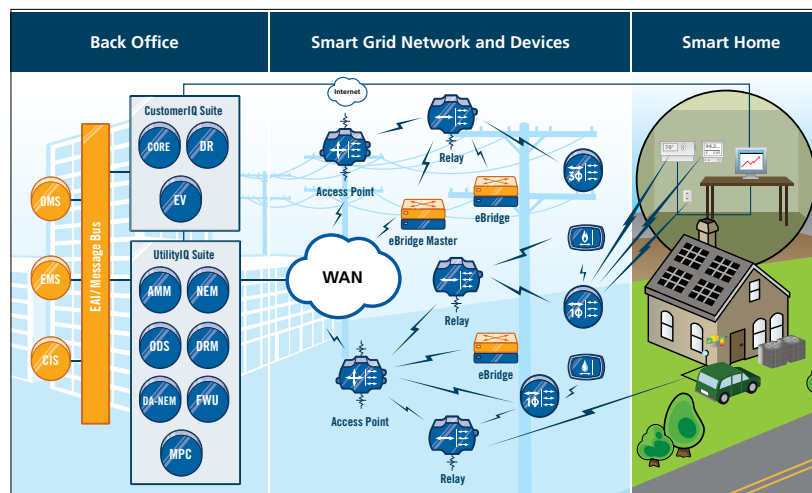 Back Office
Smart Grid Network and Devices
Smart Home
CustomerIQ Suite
CORE
DR
EV
OMS
EMS
CIS
EAI/Message Bus
UtilityIQ Suite
AMM
NEM
ODS
DRM
DA-NEM
FWU
MPC
Internet
Access Point
Relay
3Φ
eBridge
eBridge Master
WAN
Relay
1Φ
eBridge
Access Point
1Φ
Relay
70°